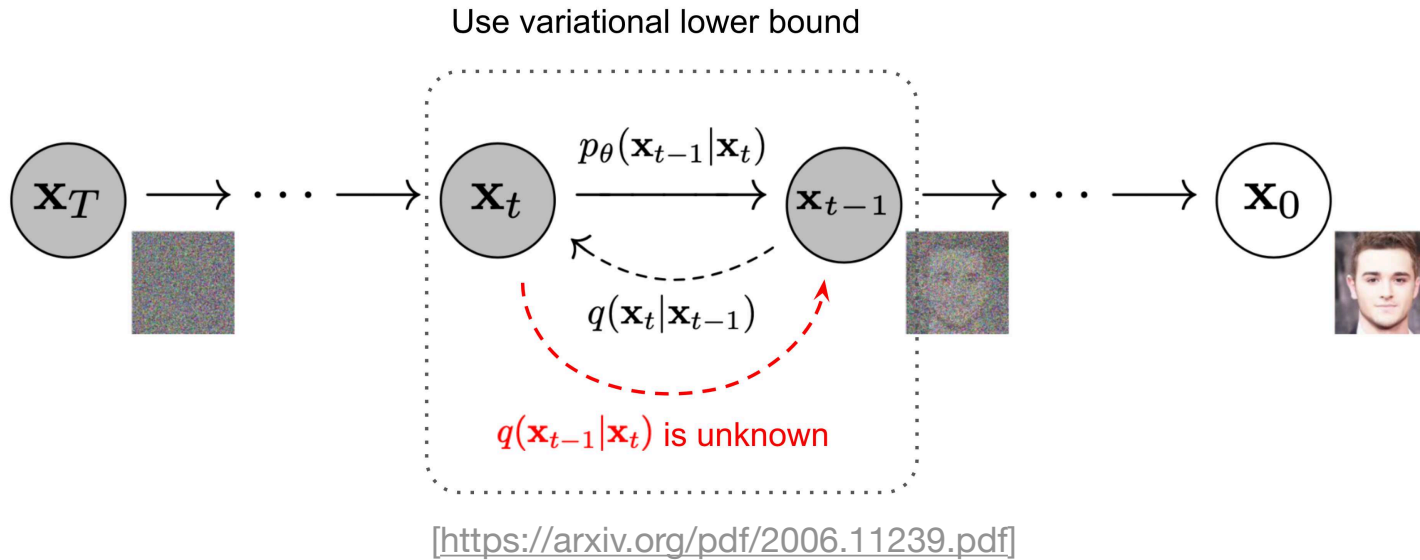 Use variational lower bound
p_θ(x_{t−1}|x_t)
x_T → ··· → x_t → x_{t−1} → ··· → x_0
q(x_t|x_{t−1})
q(x_{t−1}|x_t) is unknown
[https://arxiv.org/pdf/2006.11239.pdf]